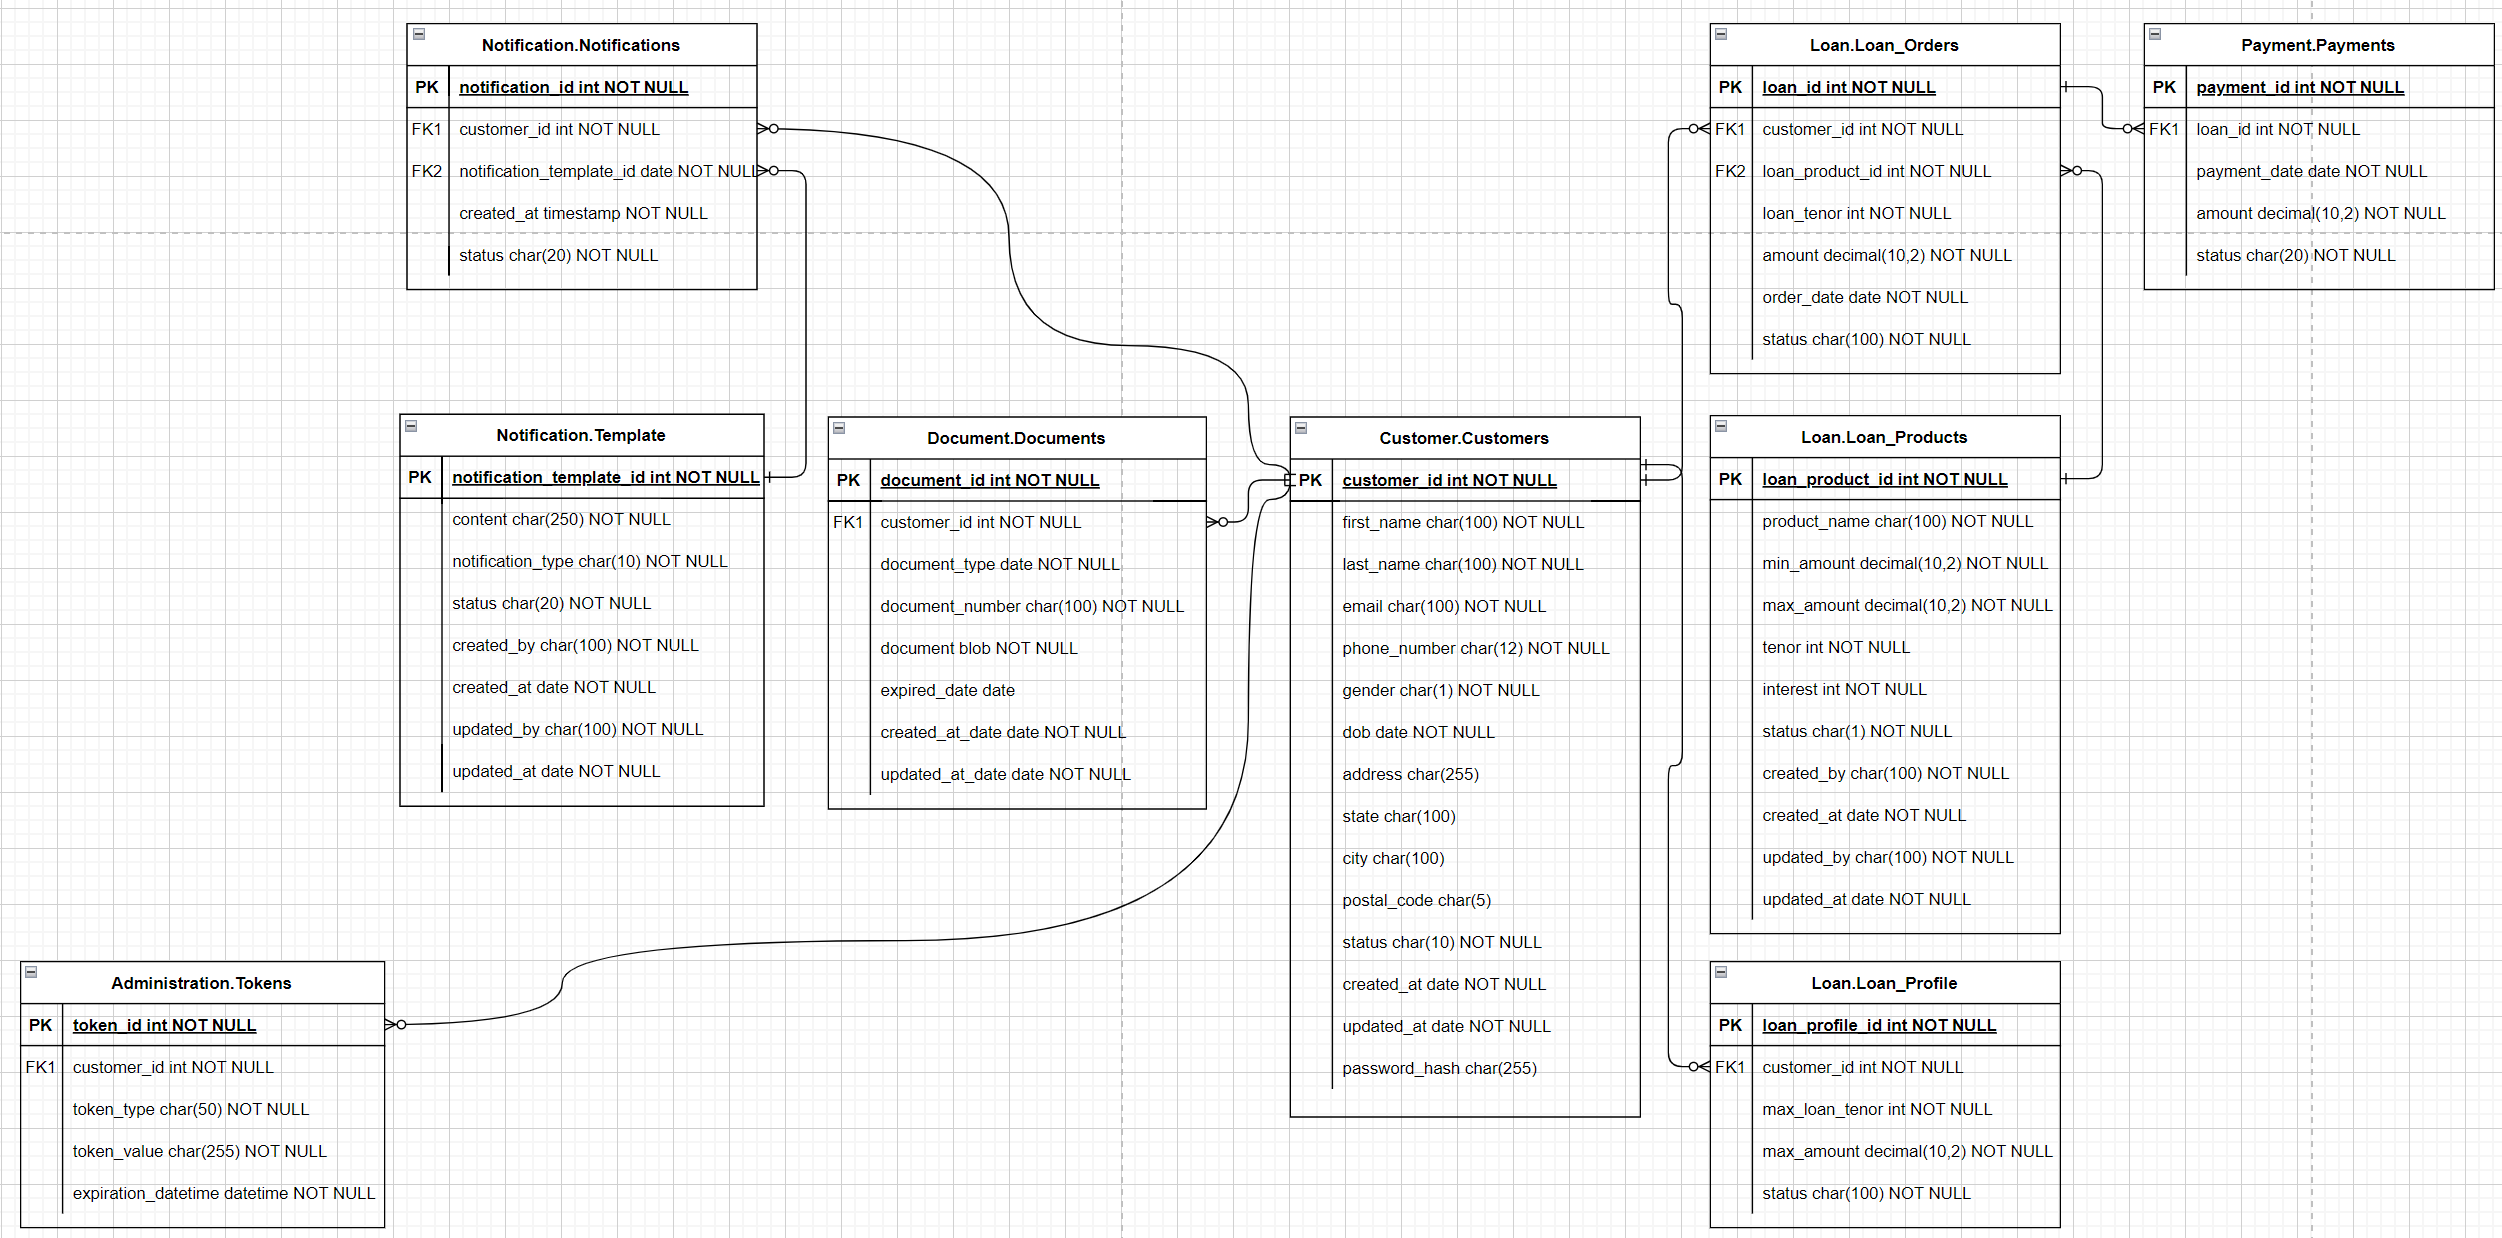 Notification.Notifications
PK notification_id int NOT NULL
FK1 customer_id int NOT NULL
FK2 notification_template_id date NOT NULL
created_at timestamp NOT NULL
status char(20) NOT NULL
Loan.Loan_Orders
PK loan_id int NOT NULL
FK1 customer_id int NOT NULL
FK2 loan_product_id int NOT NULL
loan_tenor int NOT NULL
amount decimal(10,2) NOT NULL
order_date date NOT NULL
status char(100) NOT NULL
Payment.Payments
PK payment_id int NOT NULL
FK1 loan_id int NOT NULL
payment_date date NOT NULL
amount decimal(10,2) NOT NULL
status char(20) NOT NULL
Notification.Template
PK notification_template_id int NOT NULL
content char(250) NOT NULL
notification_type char(10) NOT NULL
status char(20) NOT NULL
created_by char(100) NOT NULL
created_at date NOT NULL
updated_by char(100) NOT NULL
updated_at date NOT NULL
Document.Documents
PK document_id int NOT NULL
FK1 customer_id int NOT NULL
document_type date NOT NULL
document_number char(100) NOT NULL
document blob NOT NULL
expired_date date
created_at_date date NOT NULL
updated_at_date date NOT NULL
Customer.Customers
PK customer_id int NOT NULL
first_name char(100) NOT NULL
last_name char(100) NOT NULL
email char(100) NOT NULL
phone_number char(12) NOT NULL
gender char(1) NOT NULL
dob date NOT NULL
address char(255)
state char(100)
city char(100)
postal_code char(5)
status char(10) NOT NULL
created_at date NOT NULL
updated_at date NOT NULL
password_hash char(255)
Loan.Loan_Products
PK loan_product_id int NOT NULL
product_name char(100) NOT NULL
min_amount decimal(10,2) NOT NULL
max_amount decimal(10,2) NOT NULL
tenor int NOT NULL
interest int NOT NULL
status char(1) NOT NULL
created_by char(100) NOT NULL
created_at date NOT NULL
updated_by char(100) NOT NULL
updated_at date NOT NULL
Administration.Tokens
PK token_id int NOT NULL
FK1 customer_id int NOT NULL
token_type char(50) NOT NULL
token_value char(255) NOT NULL
expiration_datetime datetime NOT NULL
Loan.Loan_Profile
PK loan_profile_id int NOT NULL
FK1 customer_id int NOT NULL
max_loan_tenor int NOT NULL
max_amount decimal(10,2) NOT NULL
status char(100) NOT NULL